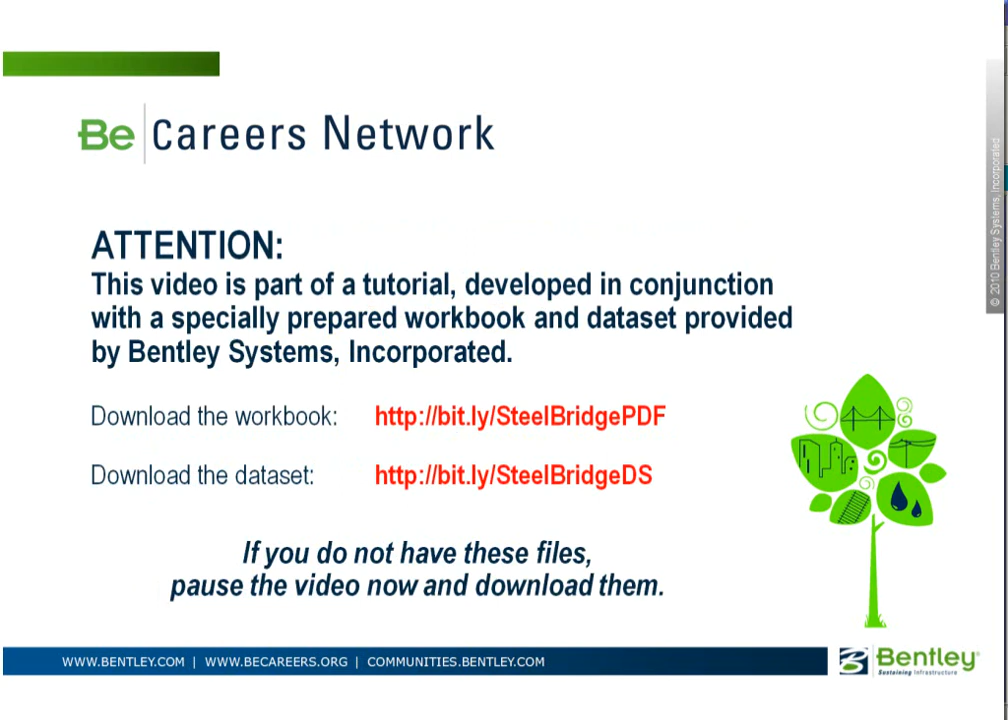 Be Careers Network
© 2010 Bentley Systems, Incorporated
ATTENTION:
This video is part of a tutorial, developed in conjunction
with a specially prepared workbook and dataset provided
by Bentley Systems, Incorporated.
Download the workbook: http://bit.ly/SteelBridgePDF
Download the dataset: http://bit.ly/SteelBridgeDS
If you do not have these files,
pause the video now and download them.
WWW.BENTLEY.COM | WWW.BECAREERS.ORG | COMMUNITIES.BENTLEY.COM
Bentley®
Sustaining Infrastructure